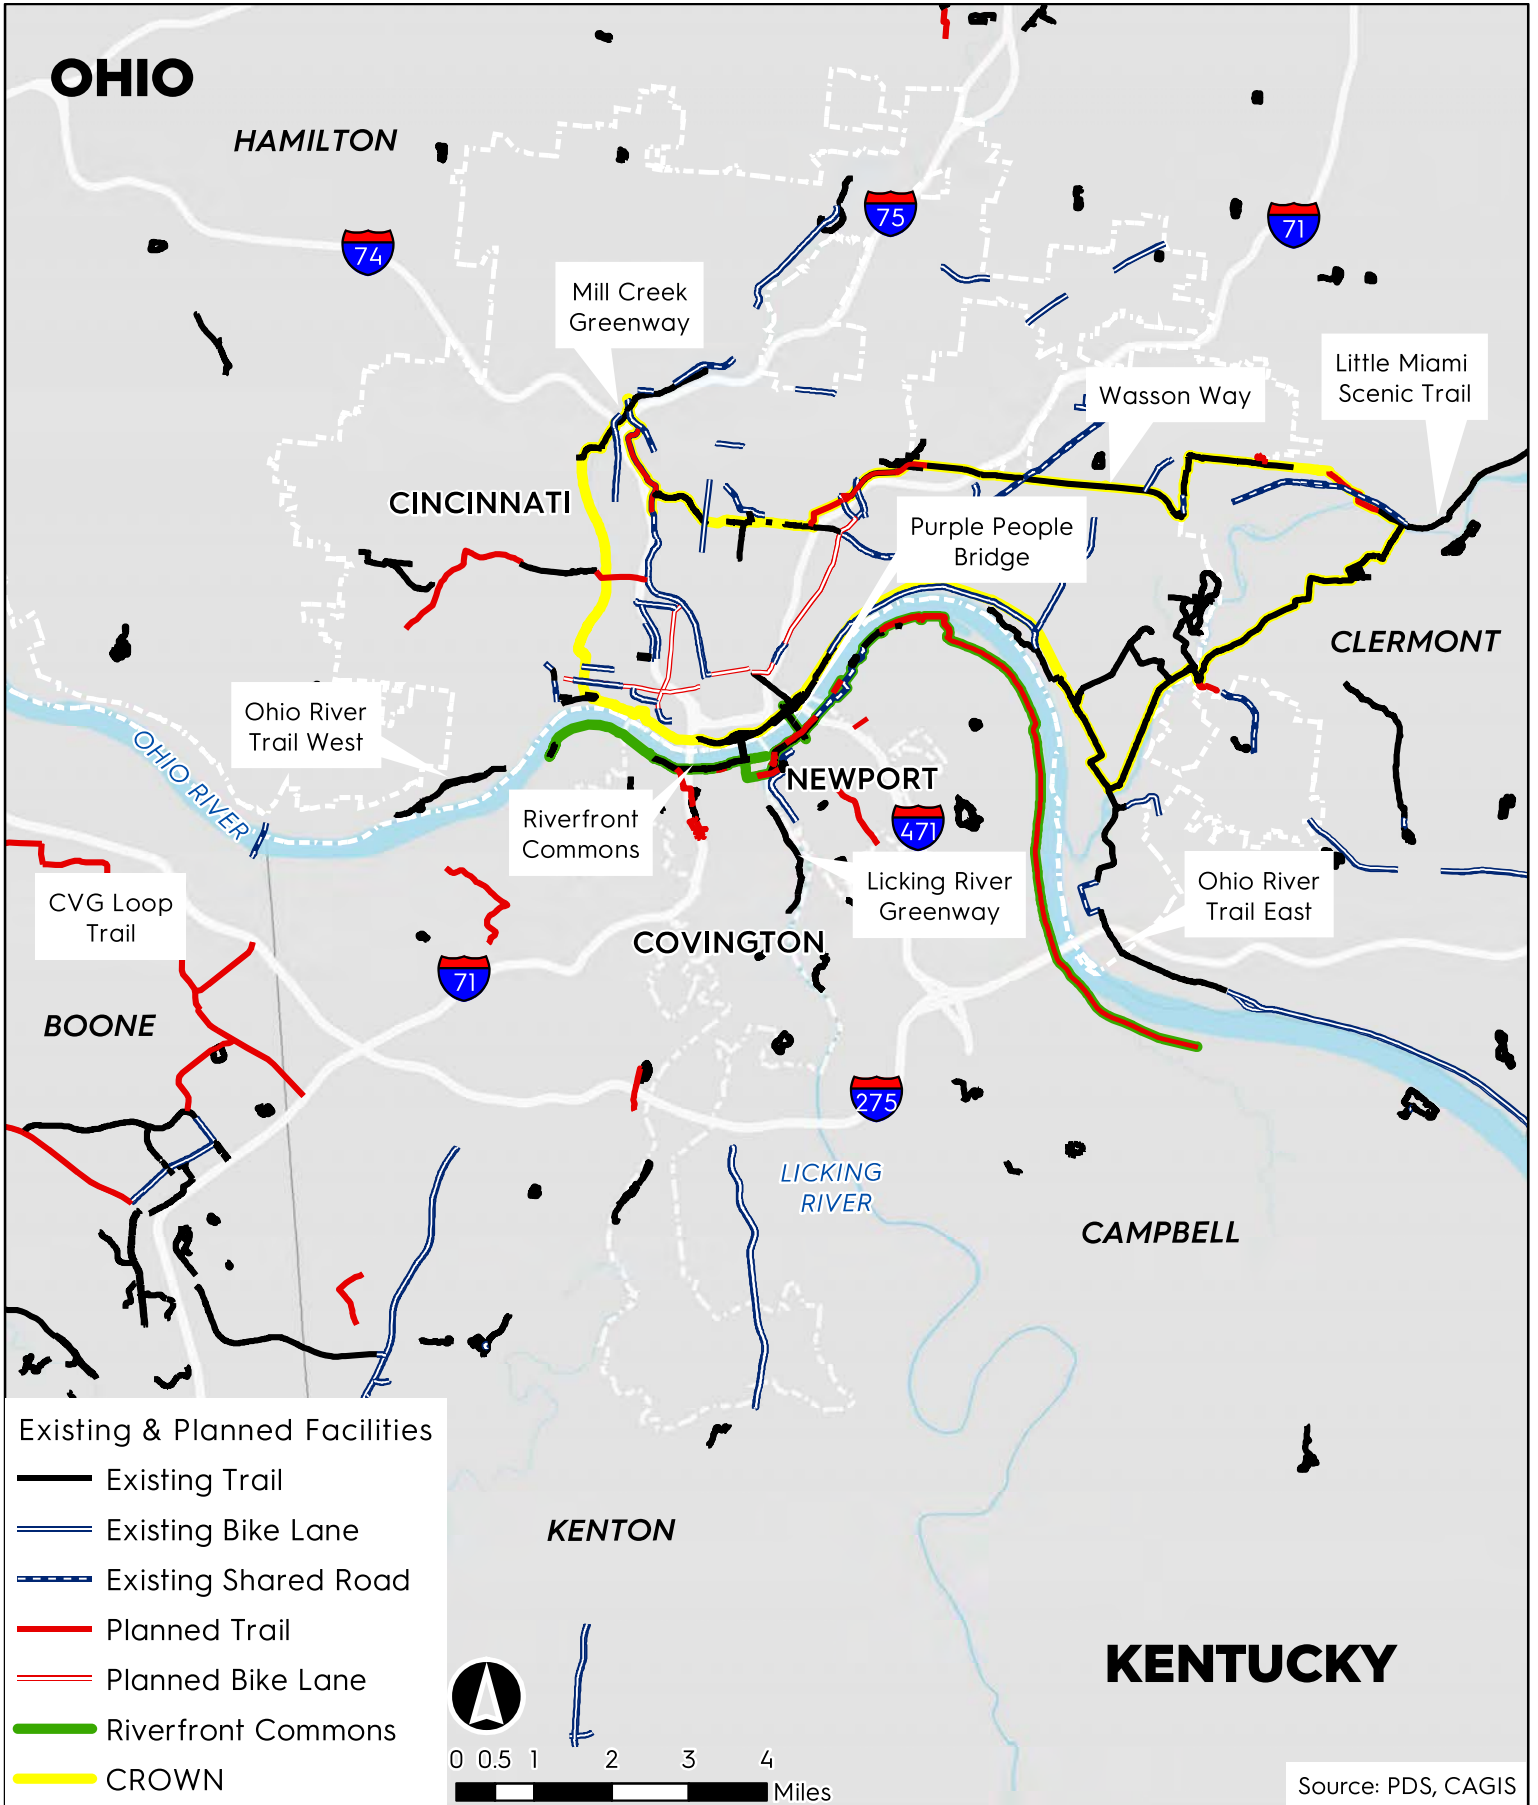 OHIO
HAMILTON
75
71
74
Mill Creek
Greenway
Little Miami
Scenic Trail
Wasson Way
CINCINNATI
Purple People
Bridge
CLERMONT
Ohio River
Trail West
OHIO RIVER
NEWPORT
Riverfront
Commons
471
Licking River
Greenway
Ohio River
Trail East
CVG Loop
Trail
COVINGTON
71
BOONE
275
LICKING
RIVER
CAMPBELL
Existing & Planned Facilities
Existing Trail
Existing Bike Lane
Existing Shared Road
Planned Trail
Planned Bike Lane
Riverfront Commons
CROWN
KENTON
KENTUCKY
0 0.5 1 2 3 4
Miles
Source: PDS, CAGIS